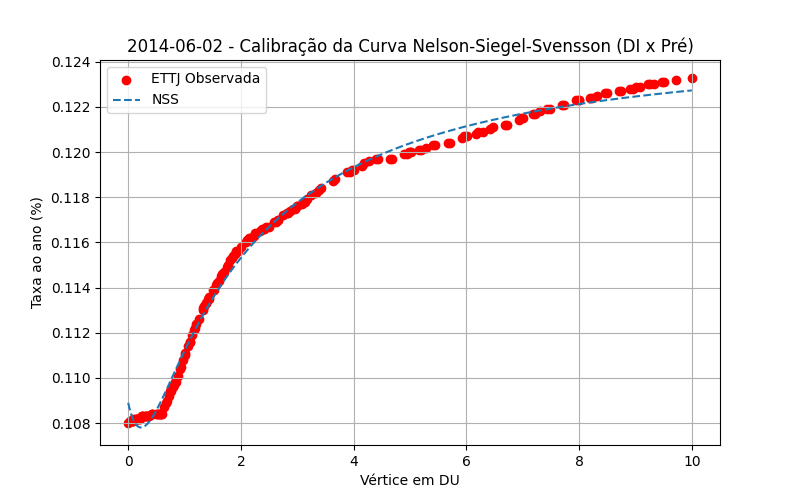 2014-06-02 - Calibração da Curva Nelson-Siegel-Svensson (DI x Pré)
ETTJ Observada
NSS
Taxa ao ano (%)
0.124
0.122
0.120
0.118
0.116
0.114
0.112
0.110
0.108
0 2 4 6 8 10
Vértice em DU